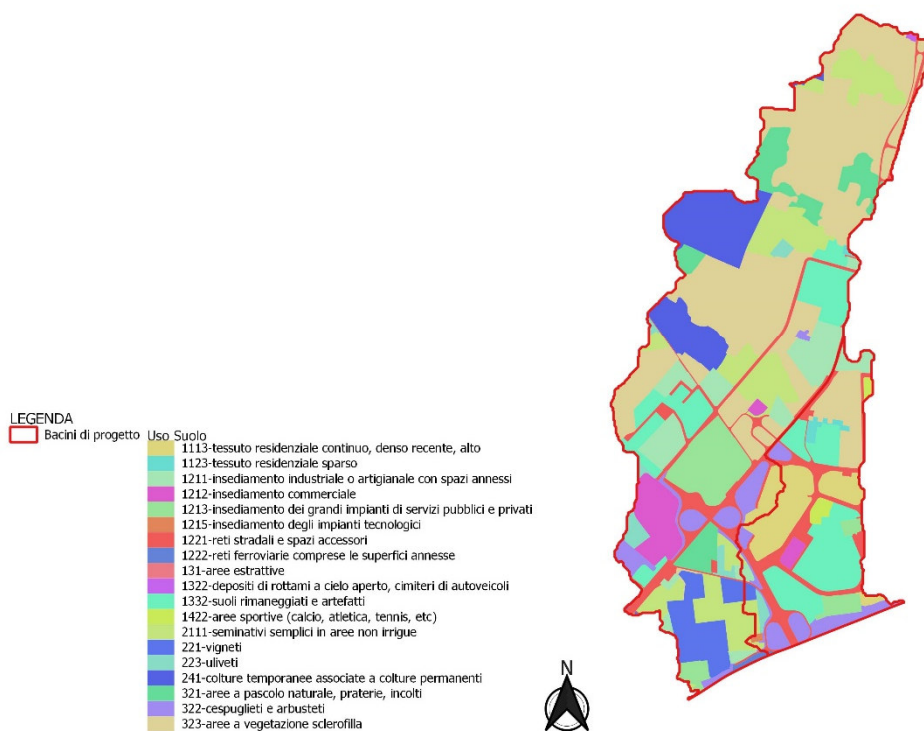 N
LEGENDA
Bacini di progetto Uso Suolo
1113-tessuto residenziale continuo, denso recente, alto
1123-tessuto residenziale sparso
1211-insediamento industriale o artigianale con spazi annessi
1212-insediamento commerciale
1213-insediamento dei grandi impianti di servizi pubblici e privati
1215-insediamento degli impianti tecnologici
1221-reti stradali e spazi accessori
1222-reti ferroviarie comprese le superfici annesse
131-aree estrattive
1322-depositi di rottami a cielo aperto, cimiteri di autoveicoli
1332-suoli rimaneggiati e artefatti
1422-aree sportive (calcio, atletica, tennis, etc)
2111-seminativi semplici in aree non irrigue
221-vigneti
223-uliveti
241-colture temporanee associate a colture permanenti
321-aree a pascolo naturale, praterie, incolti
322-cespuglieti e arbusteti
323-aree a vegetazione sclerofilla